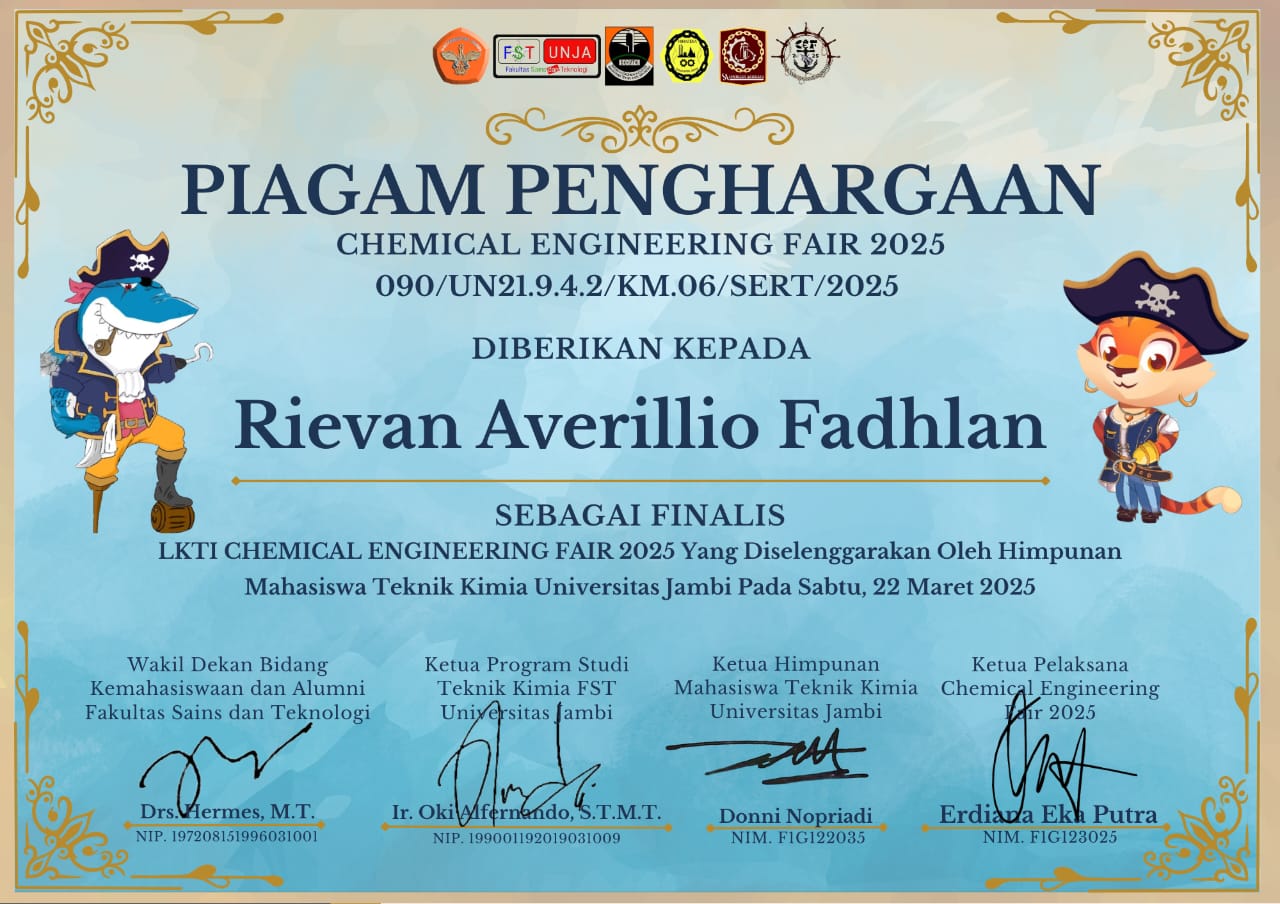 FST UNJA
Fakultas Sains dan Teknologi
PIAGAM PENGHARGAAN
CHEMICAL ENGINEERING FAIR 2025
090/UN21.9.4.2/KM.06/SERT/2025
DIBERIKAN KEPADA
Rievan Averillio Fadhlan
SEBAGAI FINALIS
LKTI CHEMICAL ENGINEERING FAIR 2025 Yang Diselenggarakan Oleh Himpunan
Mahasiswa Teknik Kimia Universitas Jambi Pada Sabtu, 22 Maret 2025
Wakil Dekan Bidang
Kemahasiswaan dan Alumni
Fakultas Sains dan Teknologi
Drs. Hermes, M.T.
NIP. 197208151996031001
Ketua Program Studi
Teknik Kimia FST
Universitas Jambi
Ir. Oki Alfernando, S.T.M.T.
NIP. 199001192019031009
Ketua Himpunan
Mahasiswa Teknik Kimia
Universitas Jambi
Donni Nopriadi
NIM. F1G122035
Ketua Pelaksana
Chemical Engineering
Fair 2025
Erdiana Eka Putra
NIM. F1G123025